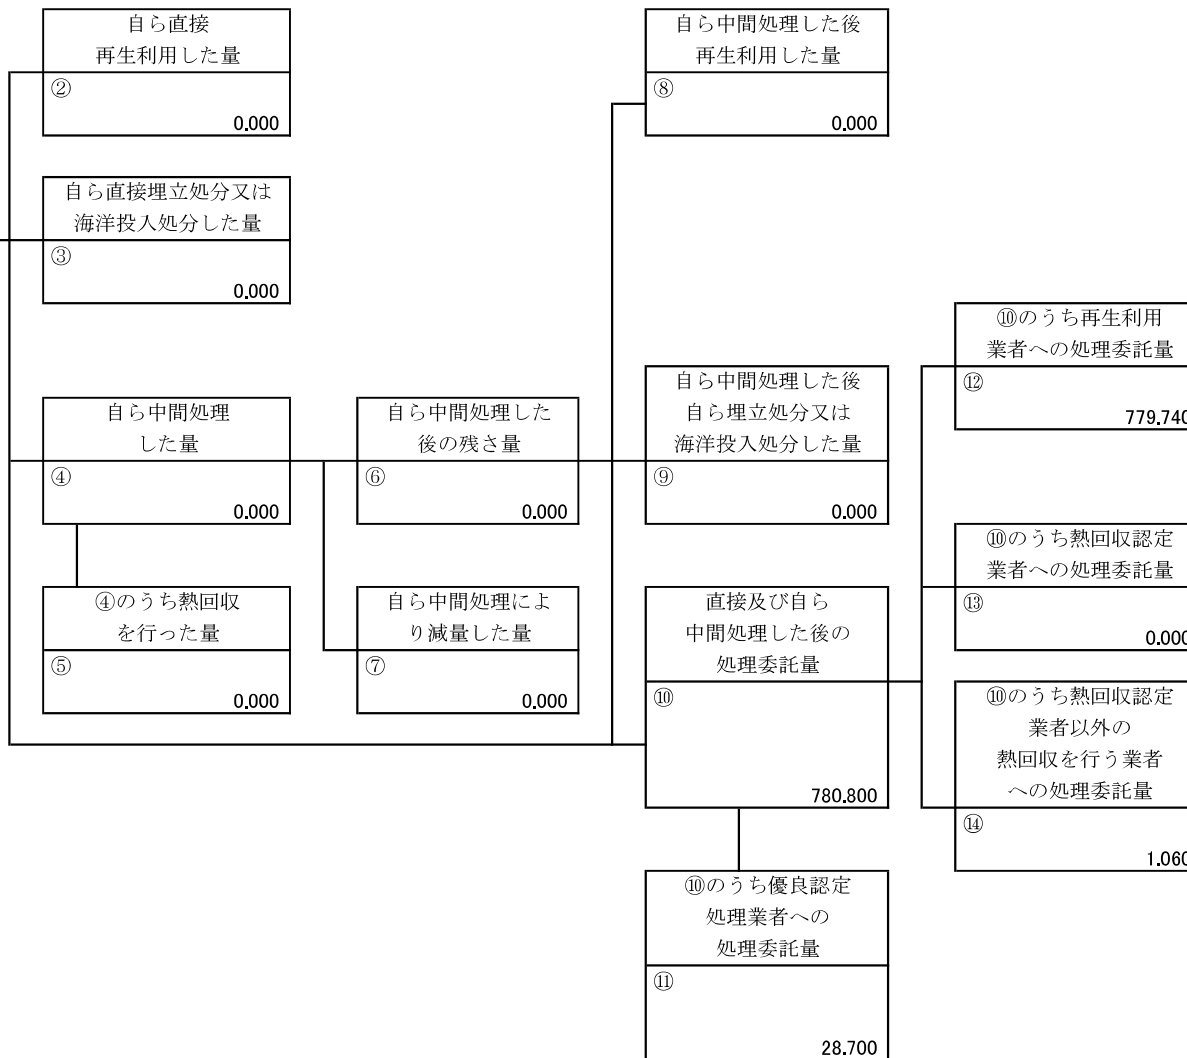 自ら直接
再生利用した量
②
0.000
自ら中間処理した後
再生利用した量
⑧
0.000
自ら直接埋立処分又は
海洋投入処分した量
③
0.000
⑩のうち再生利用
業者への処理委託量
⑫
779.740
自ら中間処理
した量
④
0.000
自ら中間処理した
後の残さ量
⑥
0.000
自ら中間処理した後
自ら埋立処分又は
海洋投入処分した量
⑨
0.000
⑩のうち熱回収認定
業者への処理委託量
⑬
0.000
④のうち熱回収
を行った量
⑤
0.000
自ら中間処理によ
り減量した量
⑦
0.000
直接及び自ら
中間処理した後の
処理委託量
⑩
780.800
⑩のうち熱回収認定
業者以外の
熱回収を行う業者
への処理委託量
⑭
1.060
⑩のうち優良認定
処理業者への
処理委託量
⑪
28.700